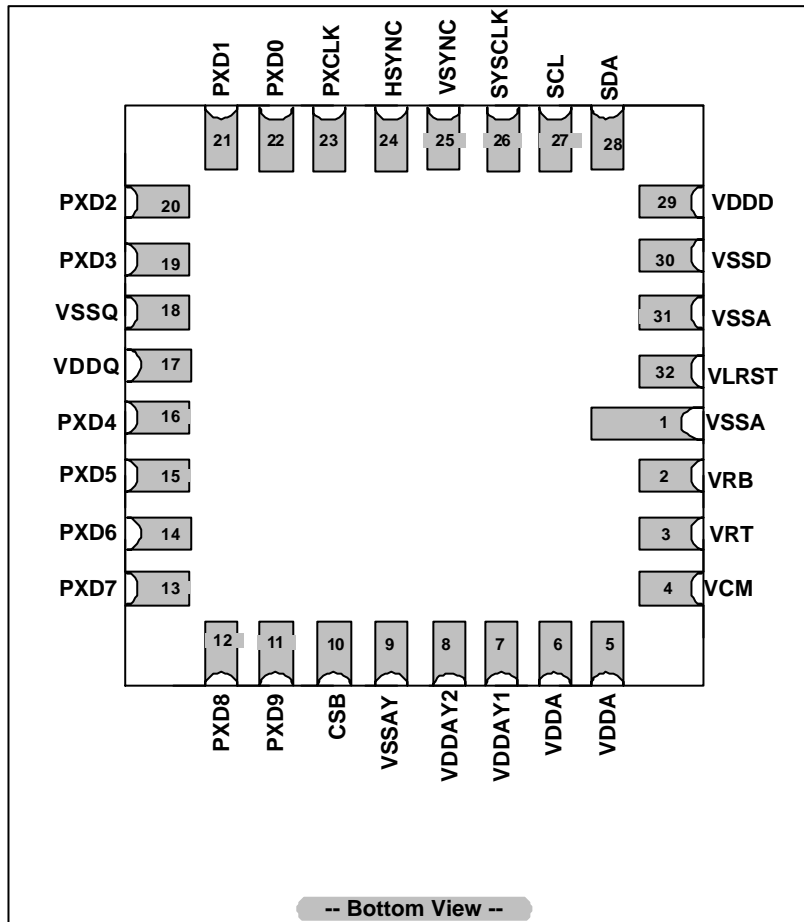 PXD1 PXD0 PXCLK HSYNC VSYNC SYSCLK SCL SDA
21 22 23 24 25 26 27 28
PXD2 20 29 VDDD
PXD3 19 30 VSSD
VSSQ 18 31 VSSA
VDDQ 17 32 VLRST
PXD4 16 1 VSSA
PXD5 15 2 VRB
PXD6 14 3 VRT
PXD7 13 4 VCM
12 11 10 9 8 7 6 5
PXD8 PXD9 CSB VSSAY VDDAY2 VDDAY1 VDDA VDDA
-- Bottom View --